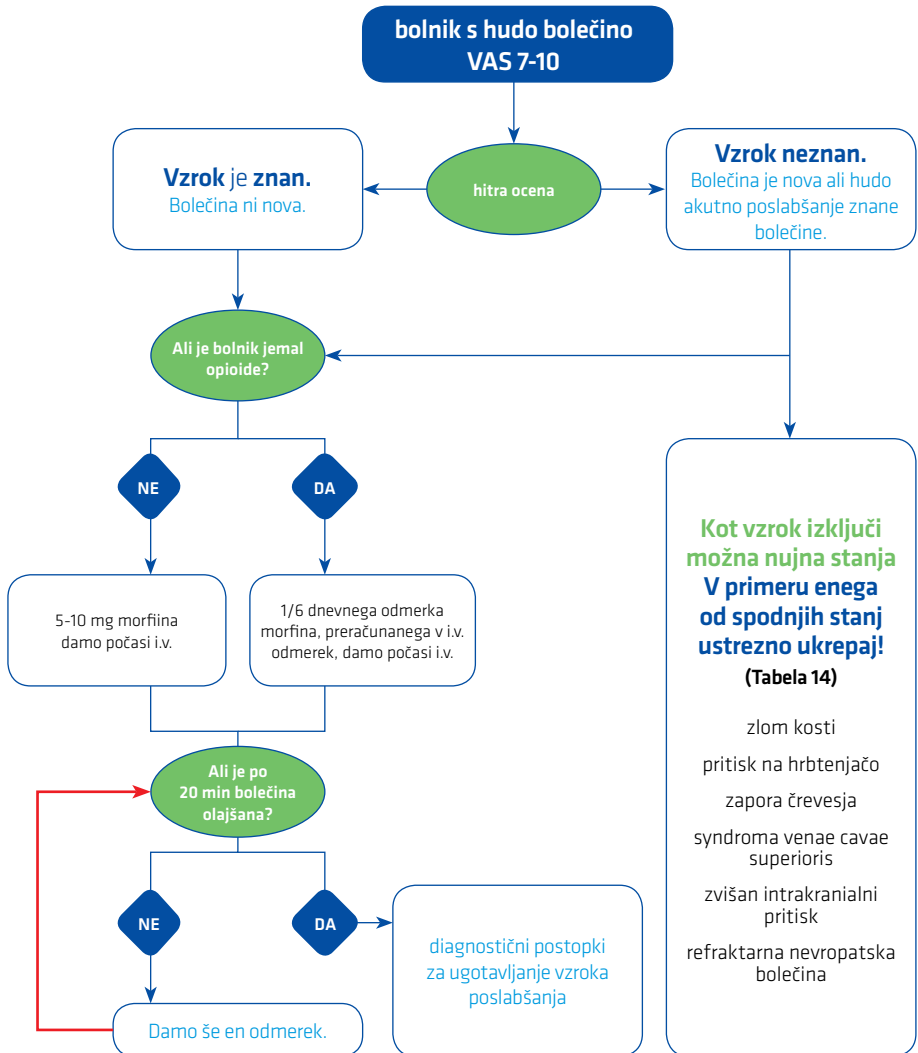 bolnik s hudo bolečino
VAS 7-10
hitra ocena
Vzrok je znan.
Bolečina ni nova.
Vzrok neznan.
Bolečina je nova ali hudo
akutno poslabšanje znane
bolečine.
Ali je bolnik jemal
opioide?
NE
DA
5-10 mg morfiina
damo počasi i.v.
1/6 dnevnega odmerka
morfina, preračunanega v i.v.
odmerek, damo počasi i.v.
Ali je po
20 min bolečina
olajšana?
NE
DA
Damo še en odmerek.
diagnostični postopki
za ugotavljanje vzroka
poslabšanja
Kot vzrok izključi
možna nujna stanja
V primeru enega
od spodnjih stanj
ustrezno ukrepaj!
(Tabela 14)
zlom kosti
pritisk na hrbtenjačo
zapora črevesja
syndroma venae cavae
superioris
zvišan intrakranialni
pritisk
refraktarna nevropatska
bolečina